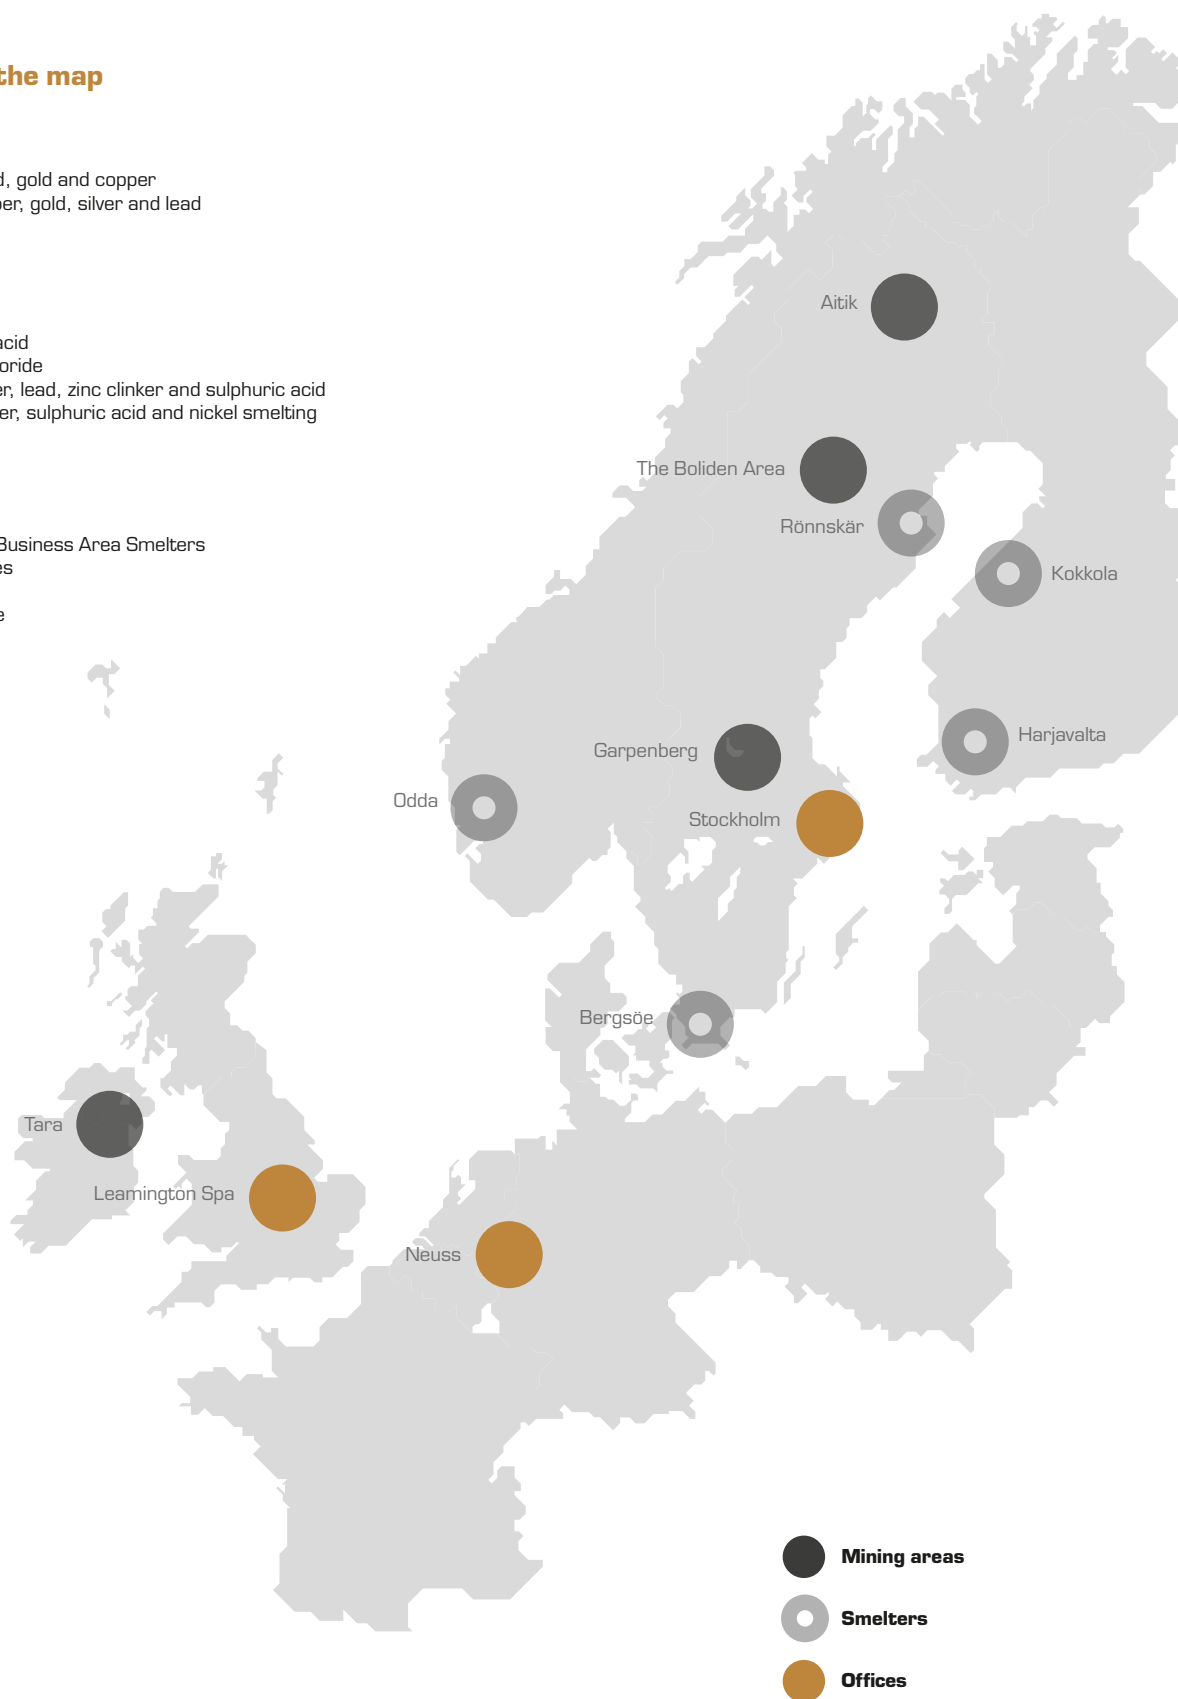 the map
, gold and copper
er, gold, silver and lead
acid
oride
er, lead, zinc clinker and sulphuric acid
er, sulphuric acid and nickel smelting
Business Area Smelters
es
e
Aitik
The Boliden Area
Rönnskär
Kokkola
Garpenberg
Harjavalta
Odda
Stockholm
Bergsöe
Tara
Leamington Spa
Neuss
Mining areas
Smelters
Offices